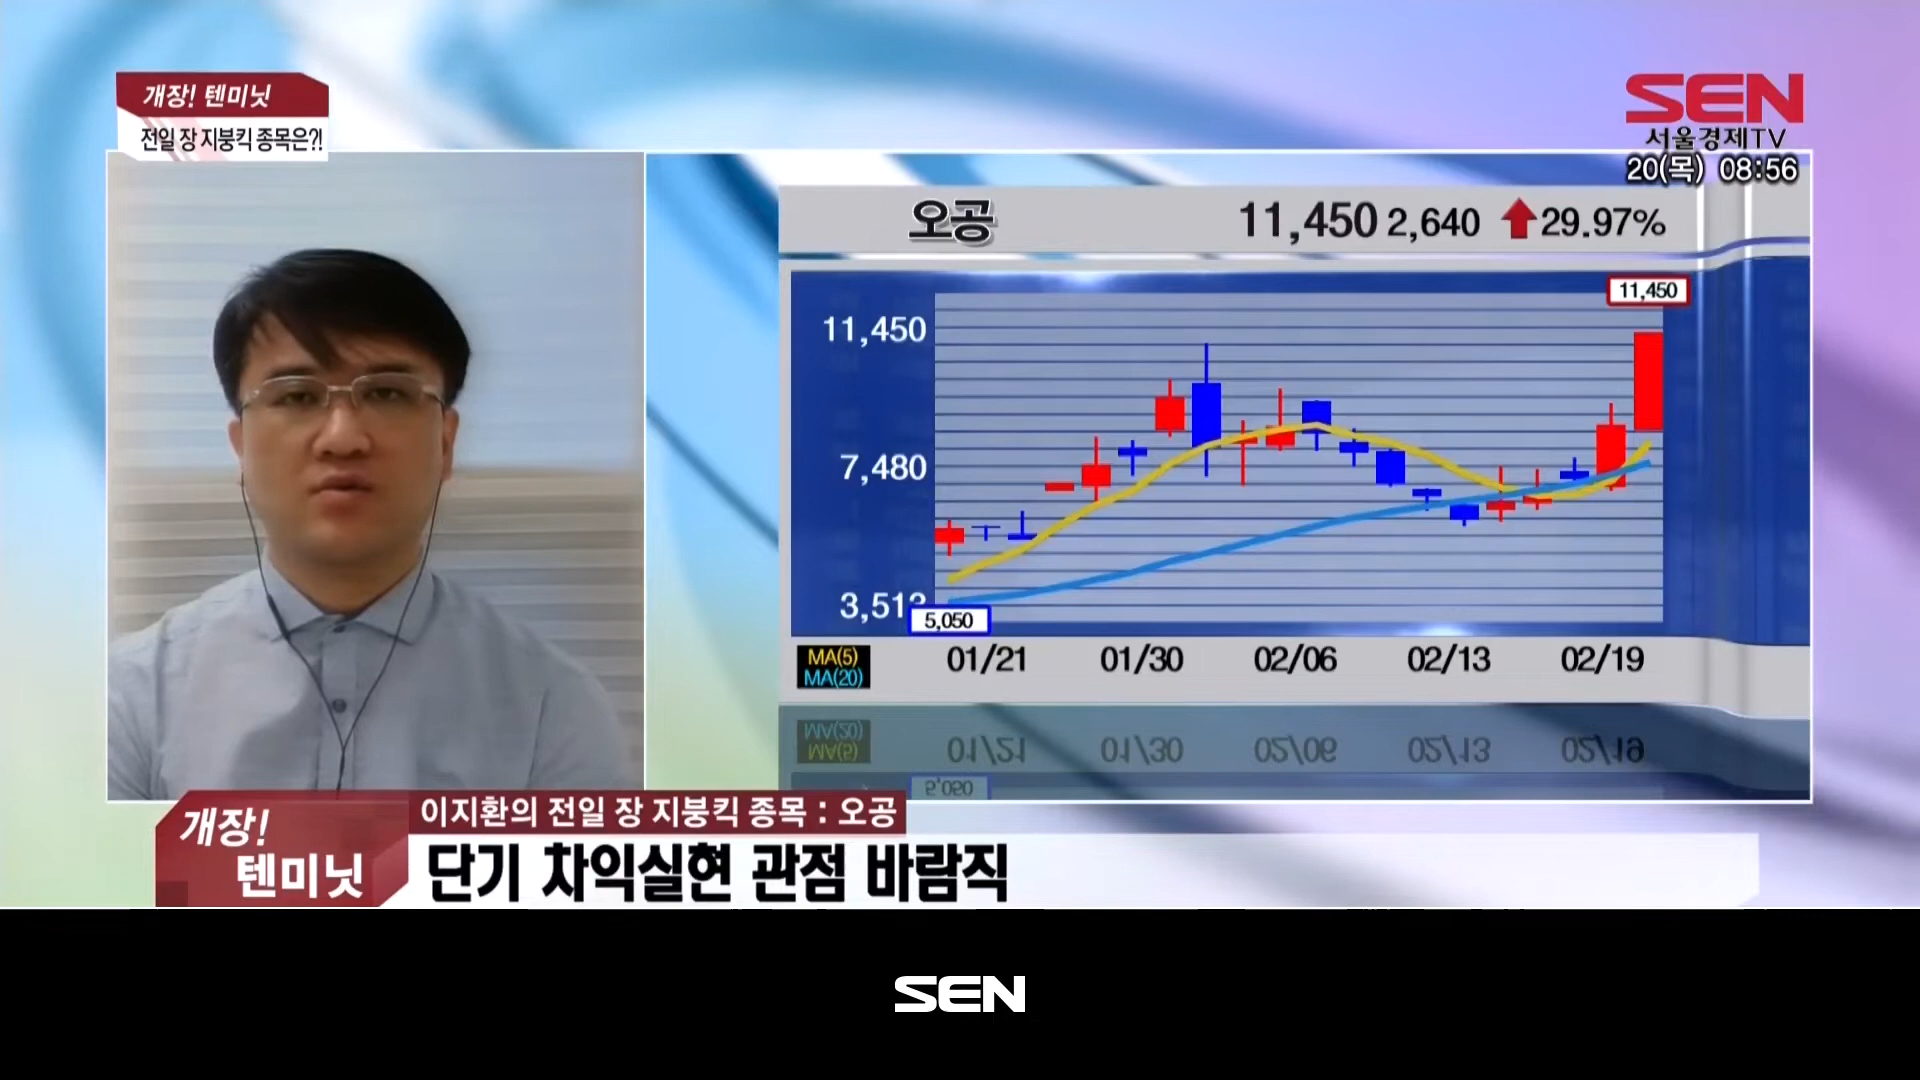 개장! 텐미닛
전일 장 지붕킥 종목은?!
SEN
서울경제TV
20(목) 08:56
오공 11,450 2,640 29.97%
11,450
11,450
7,480
3,513
5,050
MA(5)
MA(20)
01/21 01/30 02/06 02/13 02/19
개장!
텐미닛
이지환의 전일 장 지붕킥 종목 : 오공
단기 차익실현 관점 바람직
SEN